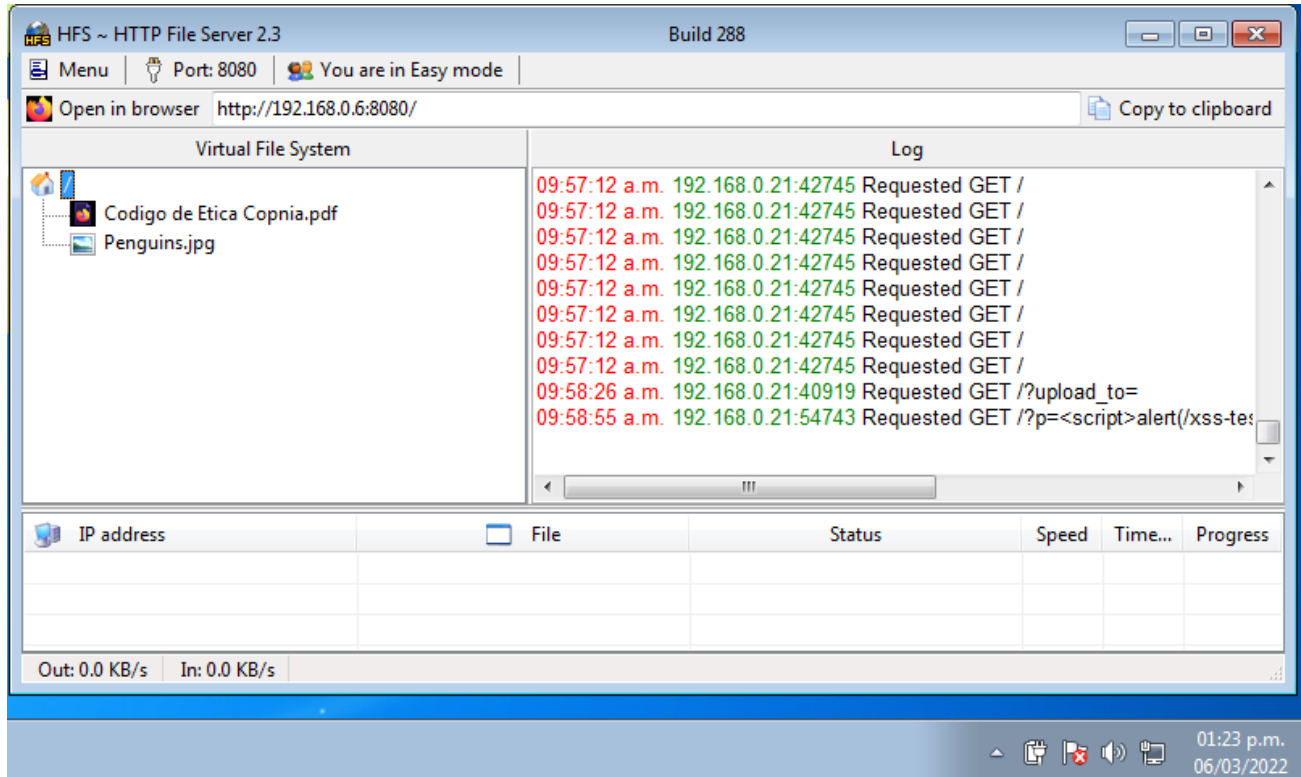 HFS ~ HTTP File Server 2.3 Build 288
Menu Port: 8080 You are in Easy mode
Open in browser http://192.168.0.6:8080/ Copy to clipboard
Virtual File System
/
Codigo de Etica Copnia.pdf
Penguins.jpg
Log
09:57:12 a.m. 192.168.0.21:42745 Requested GET /
09:57:12 a.m. 192.168.0.21:42745 Requested GET /
09:57:12 a.m. 192.168.0.21:42745 Requested GET /
09:57:12 a.m. 192.168.0.21:42745 Requested GET /
09:57:12 a.m. 192.168.0.21:42745 Requested GET /
09:57:12 a.m. 192.168.0.21:42745 Requested GET /
09:57:12 a.m. 192.168.0.21:42745 Requested GET /
09:57:12 a.m. 192.168.0.21:42745 Requested GET /
09:58:26 a.m. 192.168.0.21:40919 Requested GET /?upload_to=
09:58:55 a.m. 192.168.0.21:54743 Requested GET /?p=<script>alert(/xss-tes
IP address File Status Speed Time... Progress
Out: 0.0 KB/s In: 0.0 KB/s
01:23 p.m.
06/03/2022